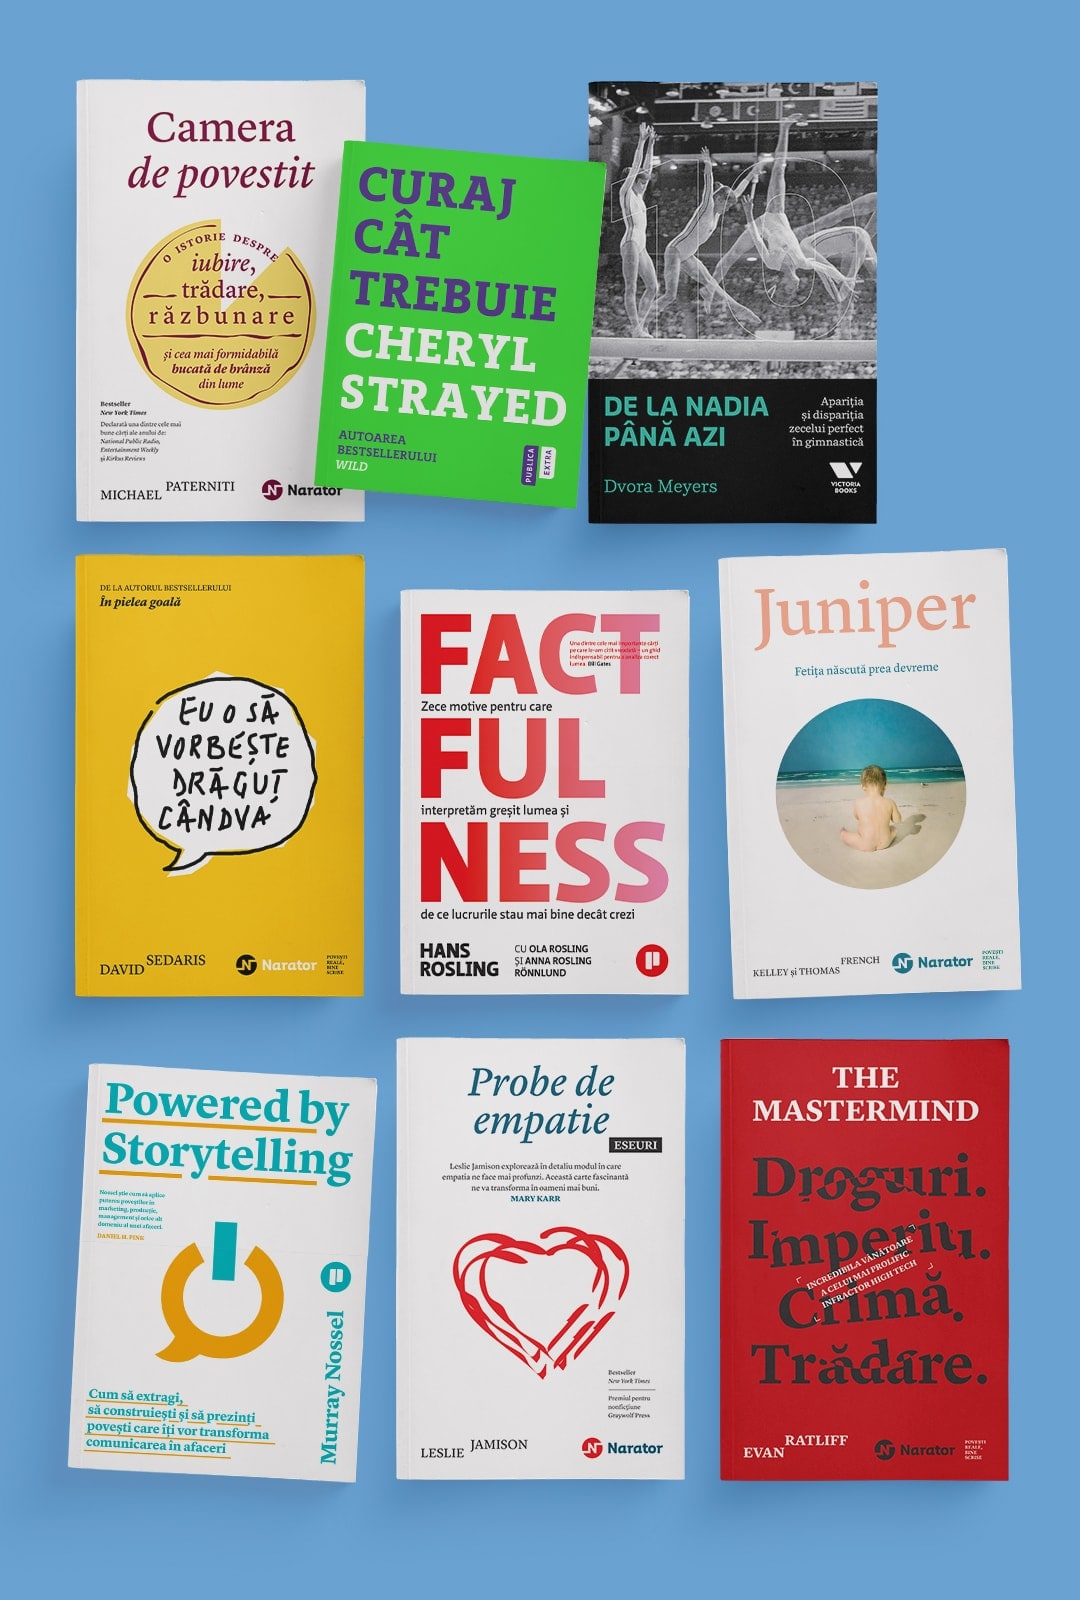 Camera
de povestit
O ISTORIE DESPRE
iubire,
trădare,
răzbunare
și cea mai formidabilă
bucată de brânză
din lume
Bestseller
New York Times
Declarată una dintre cele mai
bune cărți ale anului de:
National Public Radio,
Entertainment Weekly
și Kirkus Reviews
MICHAEL PATERNITI
Narator
CURAJ
CÂT
TREBUIE
CHERYL
STRAYED
AUTOAREA
BESTSELLERULUI
WILD
PUBLICA
EXTRA
10
DE LA NADIA
PÂNĂ AZI
Apariția
și dispariția
zecelui perfect
în gimnastică
Dvora Meyers
VICTORIA
BOOKS
DE LA AUTORUL BESTSELLERULUI
În pielea goală
EU O SĂ
VORBEȘTE
DRĂGUȚ
CÂNDVA
DAVID SEDARIS
Narator
POVEȘTI
REALE,
BINE
SCRISE
FACT
Una dintre cele mai importante cărți
pe care le-am citit vreodată – un ghid
indispensabil pentru a analiza corect
lumea. Bill Gates
Zece motive pentru care
FUL
interpretăm greșit lumea și
NESS
de ce lucrurile stau mai bine decât crezi
HANS
ROSLING
CU OLA ROSLING
ȘI ANNA ROSLING
RÖNNLUND
Juniper
Fetița născută prea devreme
KELLEY și THOMAS FRENCH
Narator
POVEȘTI
REALE,
BINE
SCRISE
Powered by
Storytelling
Nossel știe cum să aplice
puterea poveștilor în
marketing, producție,
management și orice alt
domeniu al unei afaceri.
DANIEL H. PINK
Murray Nossel
Cum să extragi,
să construiești și să prezinți
povești care îți vor transforma
comunicarea în afaceri
Probe de
empatie
ESEURI
Leslie Jamison explorează în detaliu modul în care
empatia ne face mai profunzi. Această carte fascinantă
ne va transforma în oameni mai buni.
MARY KARR
Bestseller
New York Times
Premiul pentru
nonficțiune
Graywolf Press
LESLIE JAMISON
Narator
THE
MASTERMIND
Droguri.
Imperiu.
INCREDIBILA VÂNĂTOARE
A CELUI MAI PROLIFIC
INFRACTOR HIGH TECH
Crimă.
Trădare.
EVAN RATLIFF
Narator
POVEȘTI
REALE,
BINE
SCRISE